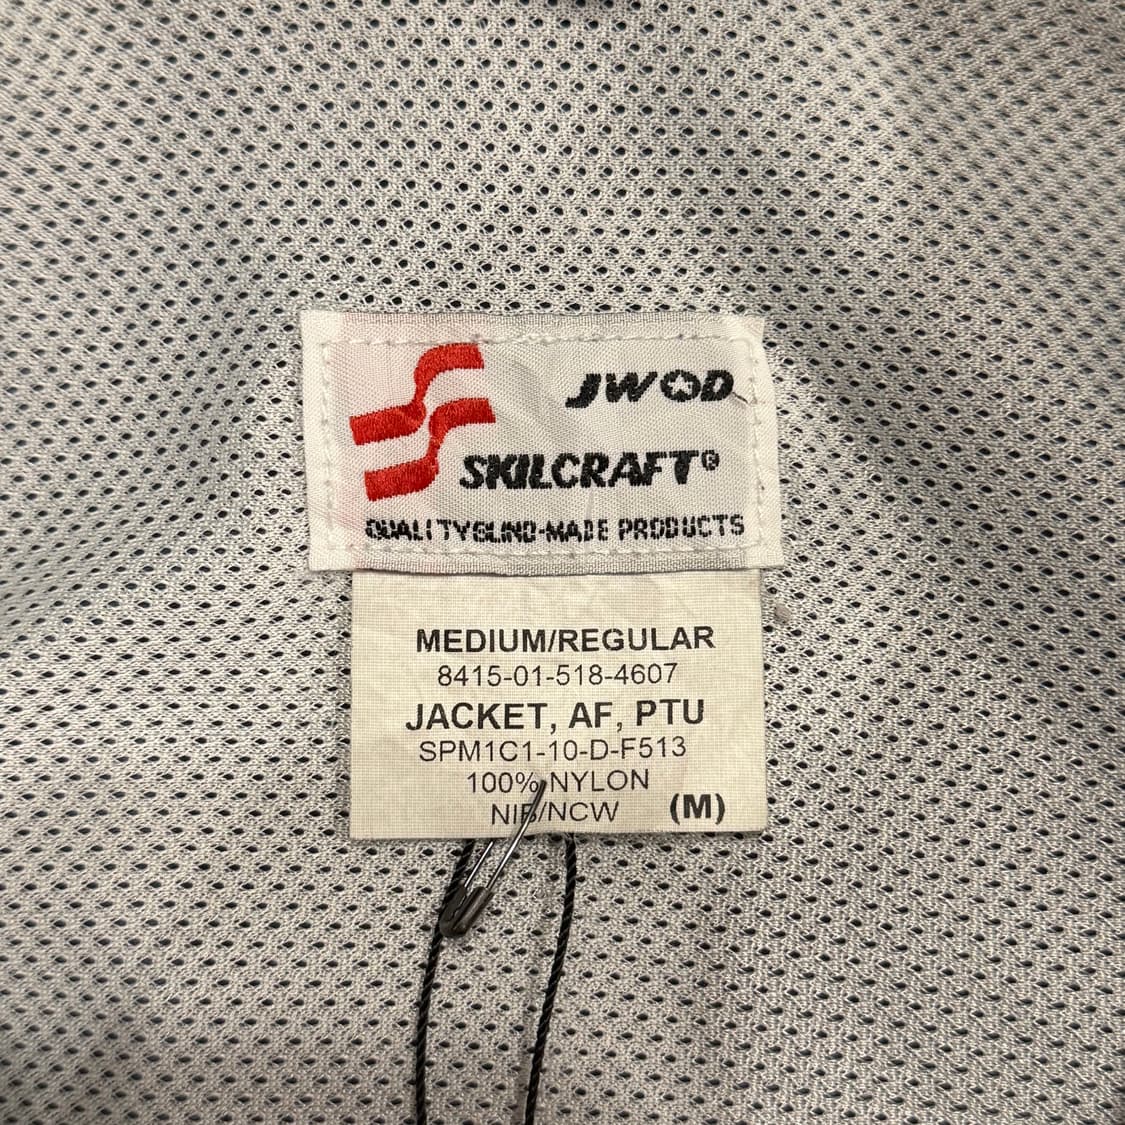 JWOD
SKILCRAFT®
QUALITY BLIND-MADE PRODUCTS
MEDIUM/REGULAR
8415-01-518-4607
JACKET, AF, PTU
SPM1C1-10-D-F513
100% NYLON
NIB/NCW (M)